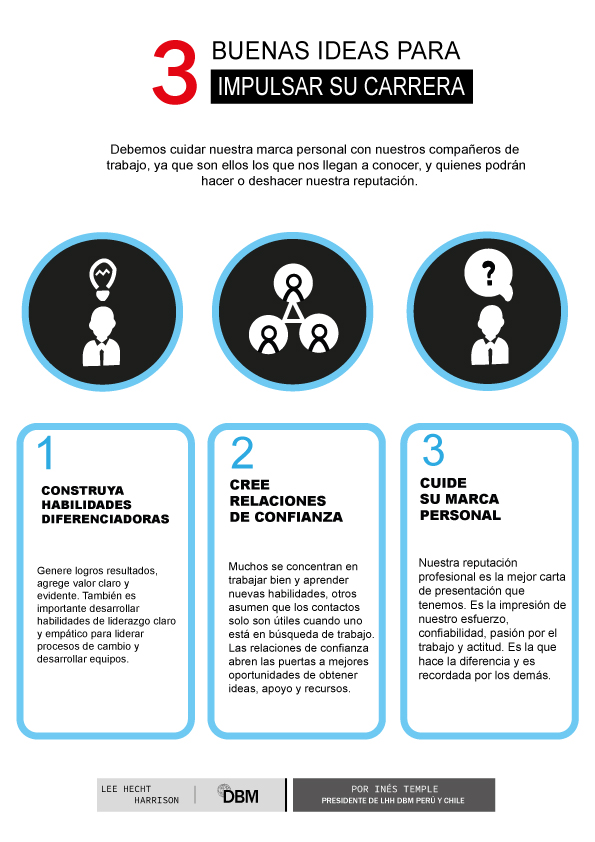 3
BUENAS IDEAS PARA
IMPULSAR SU CARRERA
Debemos cuidar nuestra marca personal con nuestros compañeros de
trabajo, ya que son ellos los que nos llegan a conocer, y quienes podrán
hacer o deshacer nuestra reputación.
?
1
CONSTRUYA
HABILIDADES
DIFERENCIADORAS
Genere logros resultados,
agrege valor claro y
evidente. También es
importante desarrollar
habilidades de liderazgo claro
y empático para liderar
procesos de cambio y
desarrollar equipos.
2
CREE
RELACIONES
DE CONFIANZA
Muchos se concentran en
trabajar bien y aprender
nuevas habilidades, otros
asumen que los contactos
solo son útiles cuando uno
está en búsqueda de trabajo.
Las relaciones de confianza
abren las puertas a mejores
oportunidades de obtener
ideas, apoyo y recursos.
3
CUIDE
SU MARCA
PERSONAL
Nuestra reputación
profesional es la mejor carta
de presentación que
tenemos. Es la impresión de
nuestro esfuerzo,
confiabilidad, pasión por el
trabajo y actitud. Es la que
hace la diferencia y es
recordada por los demás.
LEE HECHT
HARRISON
DBM
POR INÉS TEMPLE
PRESIDENTE DE LHH DBM PERÚ Y CHILE